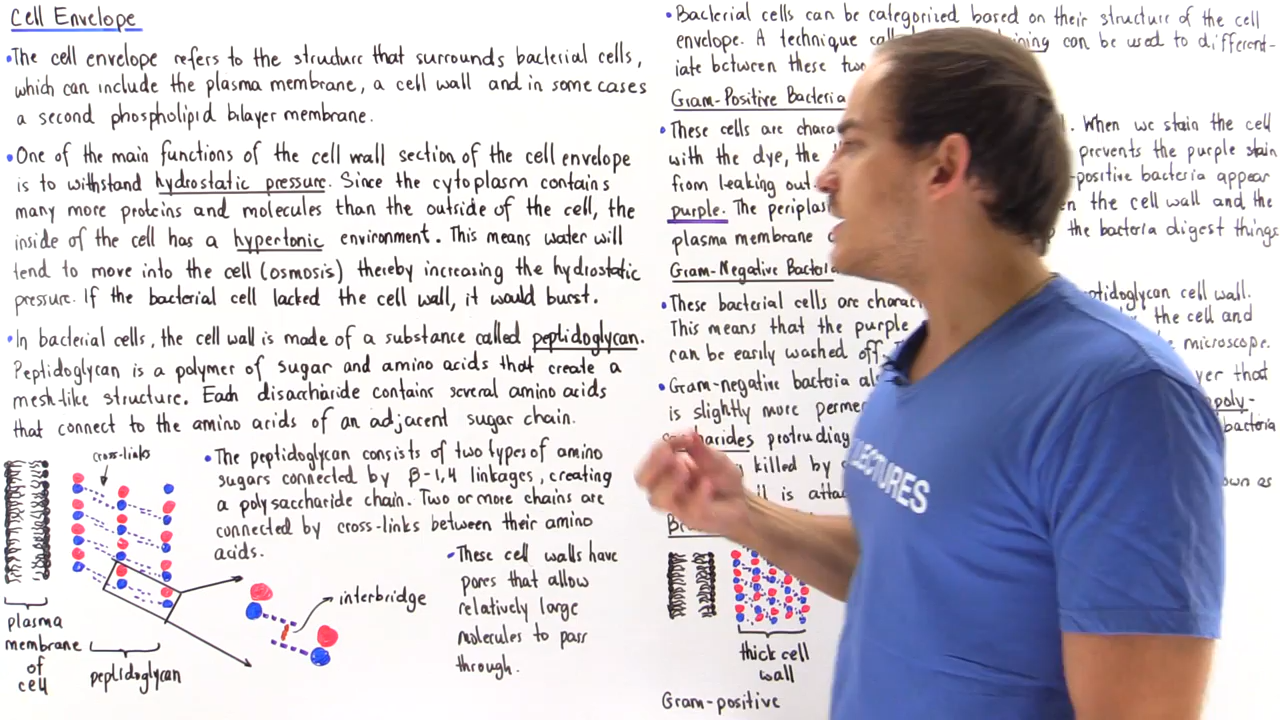 Cell Envelope
•The cell envelope refers to the structure that surrounds bacterial cells,
which can include the plasma membrane, a cell wall and in some cases
a second phospholipid bilayer membrane.
•One of the main functions of the cell wall section of the cell envelope
is to withstand hydrostatic pressure. Since the cytoplasm contains
many more proteins and molecules than the outside of the cell, the
inside of the cell has a hypertonic environment. This means water will
tend to move into the cell (osmosis) thereby increasing the hydrostatic
pressure. If the bacterial cell lacked the cell wall, it would burst.
•In bacterial cells, the cell wall is made of a substance called peptidoglycan.
Peptidoglycan is a polymer of sugar and amino acids that create a
mesh-like structure. Each disaccharide contains several amino acids
that connect to the amino acids of an adjacent sugar chain.
cross-links
•The peptidoglycan consists of two types of amino
sugars connected by β-1,4 linkages, creating
a polysaccharide chain. Two or more chains are
connected by cross-links between their amino
acids.
•These cell walls have
pores that allow
relatively large
molecules to pass
through.
interbridge
plasma
membrane
of
cell
peptidoglycan
•Bacterial cells can be categorized based on their structure of the cell
envelope. A technique can be used to different-
iate between these two
Gram-Positive Bacteria
•These cells are When we stain the cell
with the dye, the prevents the purple stain
from leaking out. -positive bacteria appear
purple. The the cell wall and the
plasma membrane the bacteria digest things
Gram-Negative
•These bacterial cells are cell wall.
This means that the purple the cell and
can be easily washed off. microscope.
•Gram-negative bacteria that
is slightly more poly-
protruding bacteria
killed by
is known as
thick cell
wall
Gram-positive
LECTURES